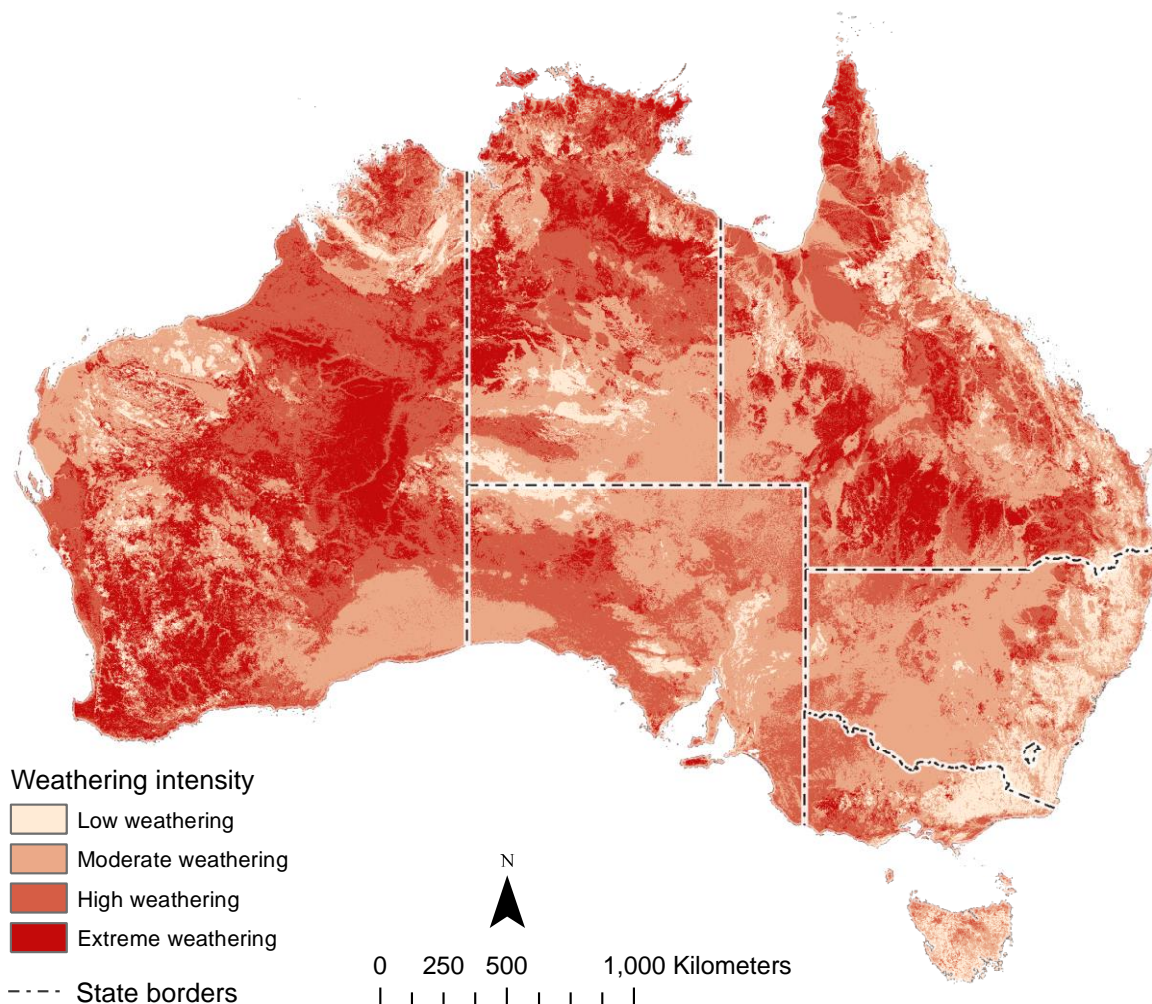 Weathering intensity
Low weathering
Moderate weathering
High weathering
Extreme weathering
State borders
N
0 250 500 1,000 Kilometers